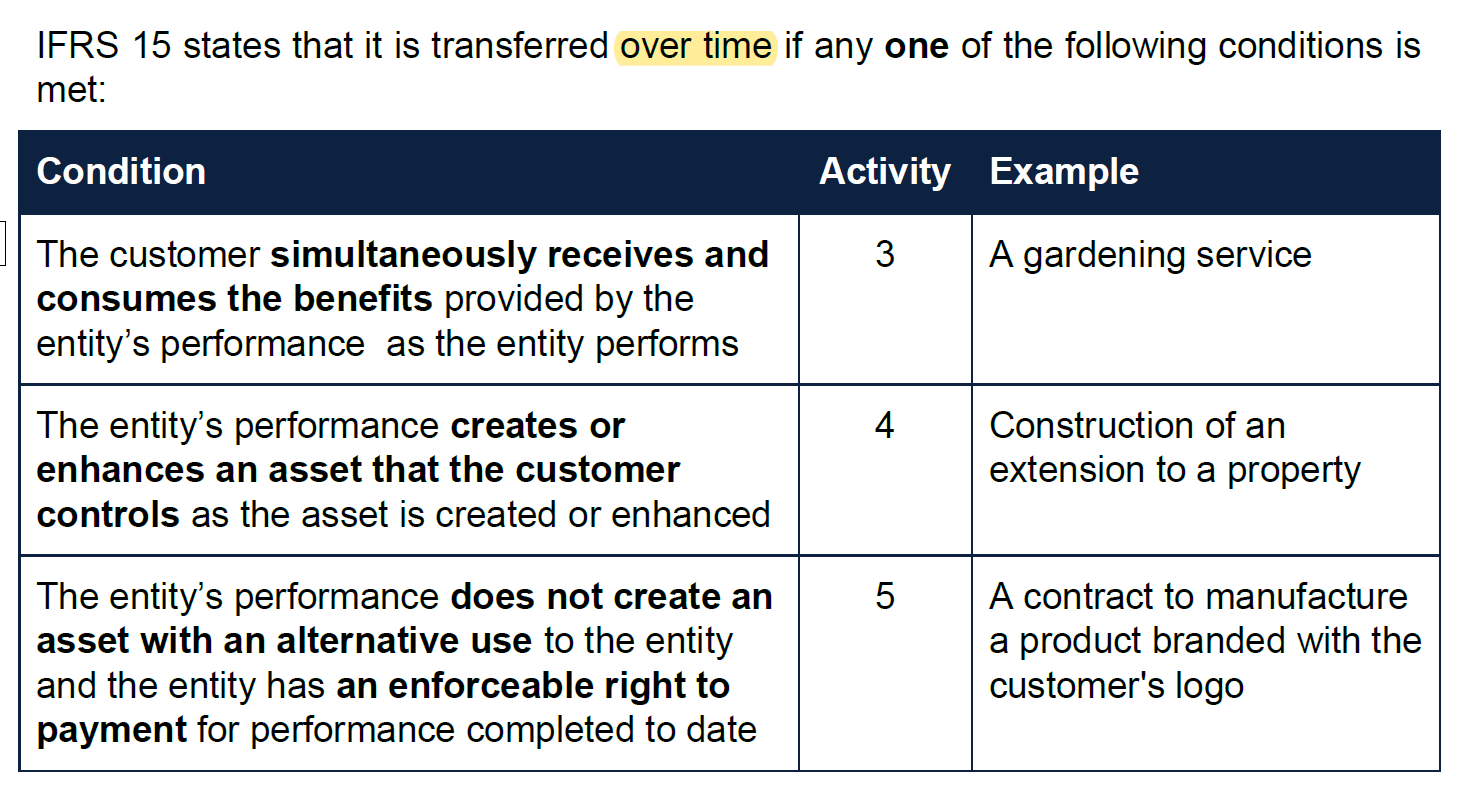 IFRS 15 states that it is transferred over time if any one of the following conditions is
met:
Condition Activity Example
The customer simultaneously receives and
consumes the benefits provided by the
entity’s performance as the entity performs
3
A gardening service
The entity’s performance creates or
enhances an asset that the customer
controls as the asset is created or enhanced
4
Construction of an
extension to a property
The entity’s performance does not create an
asset with an alternative use to the entity
and the entity has an enforceable right to
payment for performance completed to date
5
A contract to manufacture
a product branded with the
customer's logo